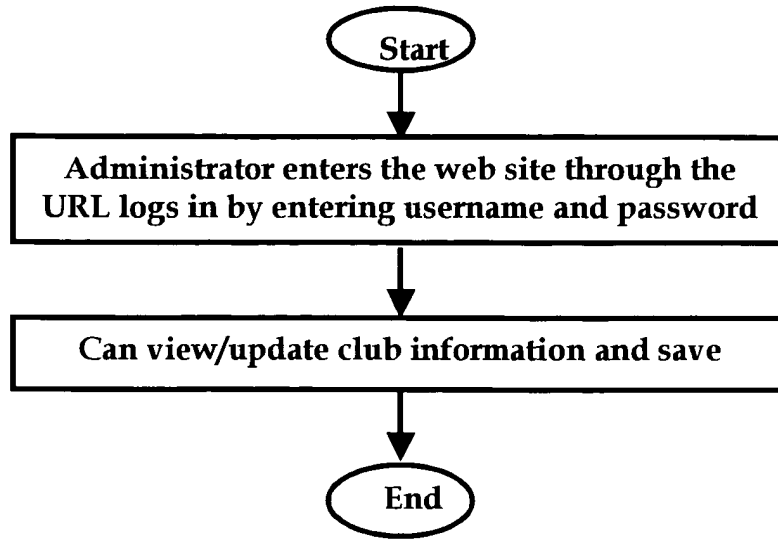 Start
Administrator enters the web site through the
URL logs in by entering username and password
Can view/update club information and save
End